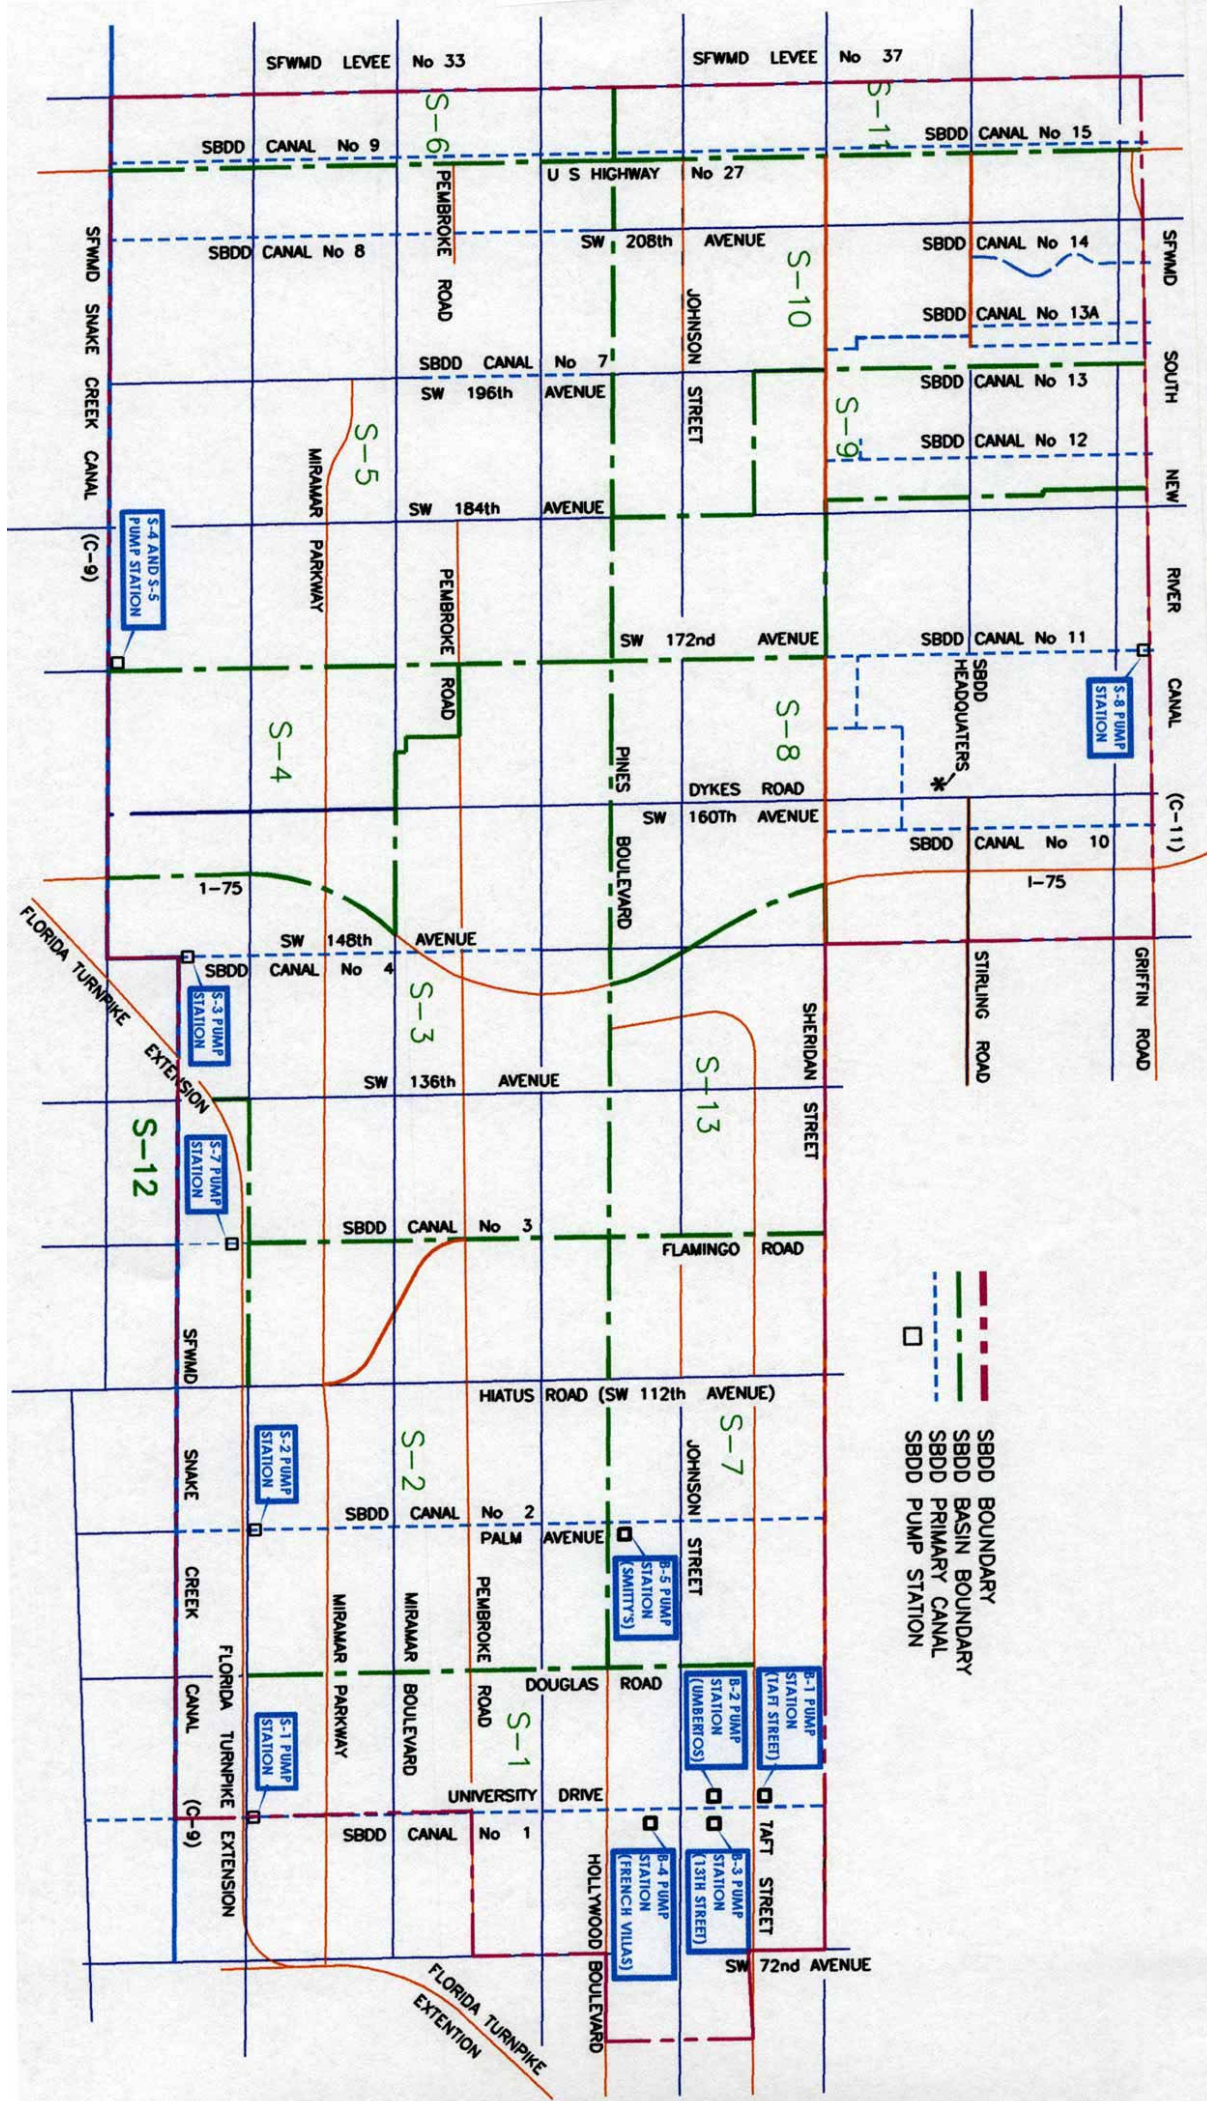 SFWMD LEVEE No 33
SFWMD LEVEE No 37
S-6
S-11
SBDD CANAL No 9
SBDD CANAL No 15
U S HIGHWAY No 27
PEMBROKE ROAD
SBDD CANAL No 8
SW 208th AVENUE
SBDD CANAL No 14
SFWMD SOUTH NEW RIVER CANAL (C-11)
SFWMD SNAKE CREEK CANAL (C-9)
S-10
JOHNSON STREET
SBDD CANAL No 13A
SBDD CANAL No 7
SW 196th AVENUE
SBDD CANAL No 13
S-5
S-9
SBDD CANAL No 12
MIRAMAR PARKWAY
SW 184th AVENUE
S-4 AND S-5
PUMP STATION
PEMBROKE ROAD
SW 172nd AVENUE
SBDD CANAL No 11
SBDD
HEADQUATERS
*
S-8 PUMP
STATION
S-4
S-8
PINES BOULEVARD
DYKES ROAD
SW 160Th AVENUE
SBDD CANAL No 10
I-75
I-75
FLORIDA TURNPIKE EXTENSION
SW 148th AVENUE
SBDD CANAL No 4
S-3 PUMP
STATION
S-3
STIRLING ROAD
GRIFFIN ROAD
SHERIDAN STREET
SW 136th AVENUE
S-13
S-12
S-7 PUMP
STATION
SBDD CANAL No 3
FLAMINGO ROAD
SBDD BOUNDARY
SBDD BASIN BOUNDARY
SBDD PRIMARY CANAL
SBDD PUMP STATION
SFWMD SNAKE CREEK CANAL (C-9)
HIATUS ROAD (SW 112th AVENUE)
S-2 PUMP
STATION
S-2
S-7
JOHNSON STREET
SBDD CANAL No 2
PALM AVENUE
B-5 PUMP
STATION
(SMITTY'S)
MIRAMAR PARKWAY
MIRAMAR BOULEVARD
PEMBROKE ROAD
DOUGLAS ROAD
FLORIDA TURNPIKE EXTENSION
S-1 PUMP
STATION
S-1
B-2 PUMP
STATION
(UMBERTOS)
B-1 PUMP
STATION
(TAFT STREET)
UNIVERSITY DRIVE
SBDD CANAL No 1
TAFT STREET
B-4 PUMP
STATION
(FRENCH VILLAS)
B-3 PUMP
STATION
(13TH STREET)
HOLLYWOOD BOULEVARD
SW 72nd AVENUE
FLORIDA TURNPIKE
EXTENTION